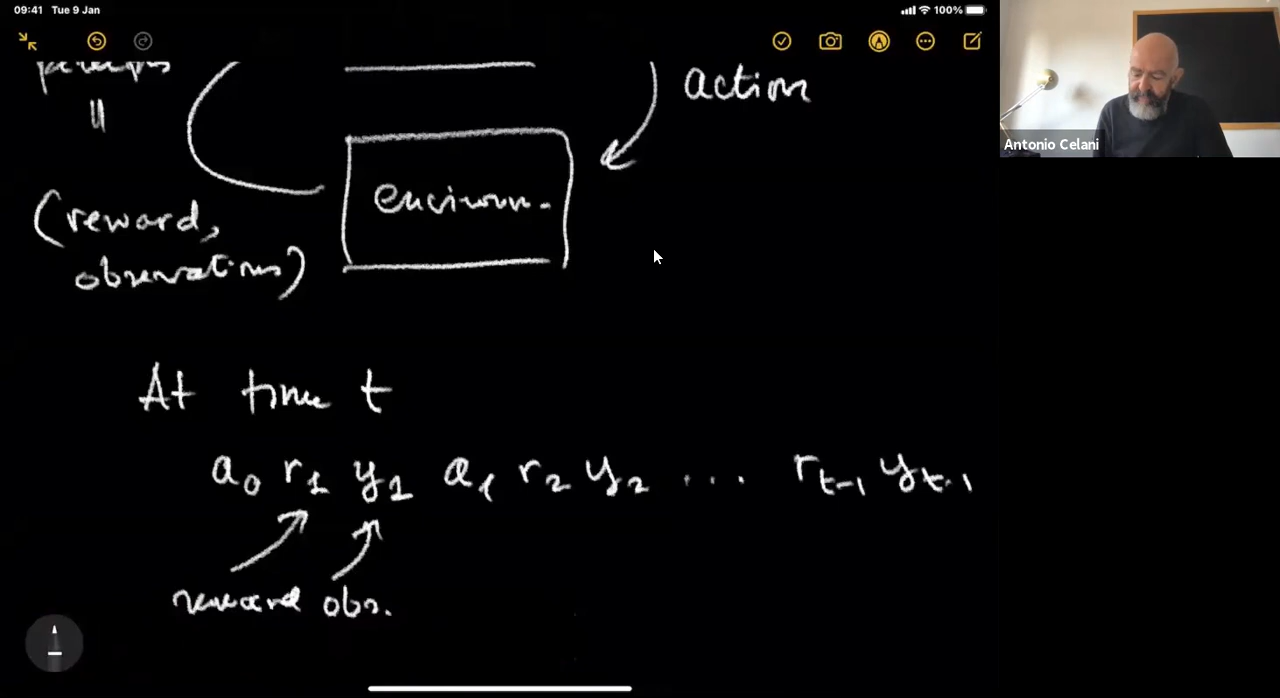 09:41 Tue 9 Jan 100%
percepts action
Antonio Celani
environ.
(reward,
observations)
At time t
a₀ r₁ y₁ a₁ r₂ y₂ ... rₜ₋₁ yₜ₋₁
reward obs.